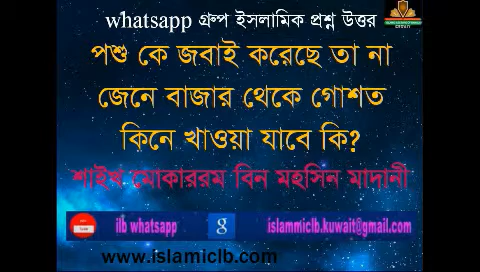 whatsapp গ্রুপ ইসলামিক প্রশ্ন উত্তর
পশু কে জবাই করেছে তা না
জেনে বাজার থেকে গোশত
কিনে খাওয়া যাবে কি?
শাইখ মোকাররম বিন মহসিন মাদানী
ilb whatsapp
g
islammiclb.kuwait@gmail.com
www.islamiclb.com